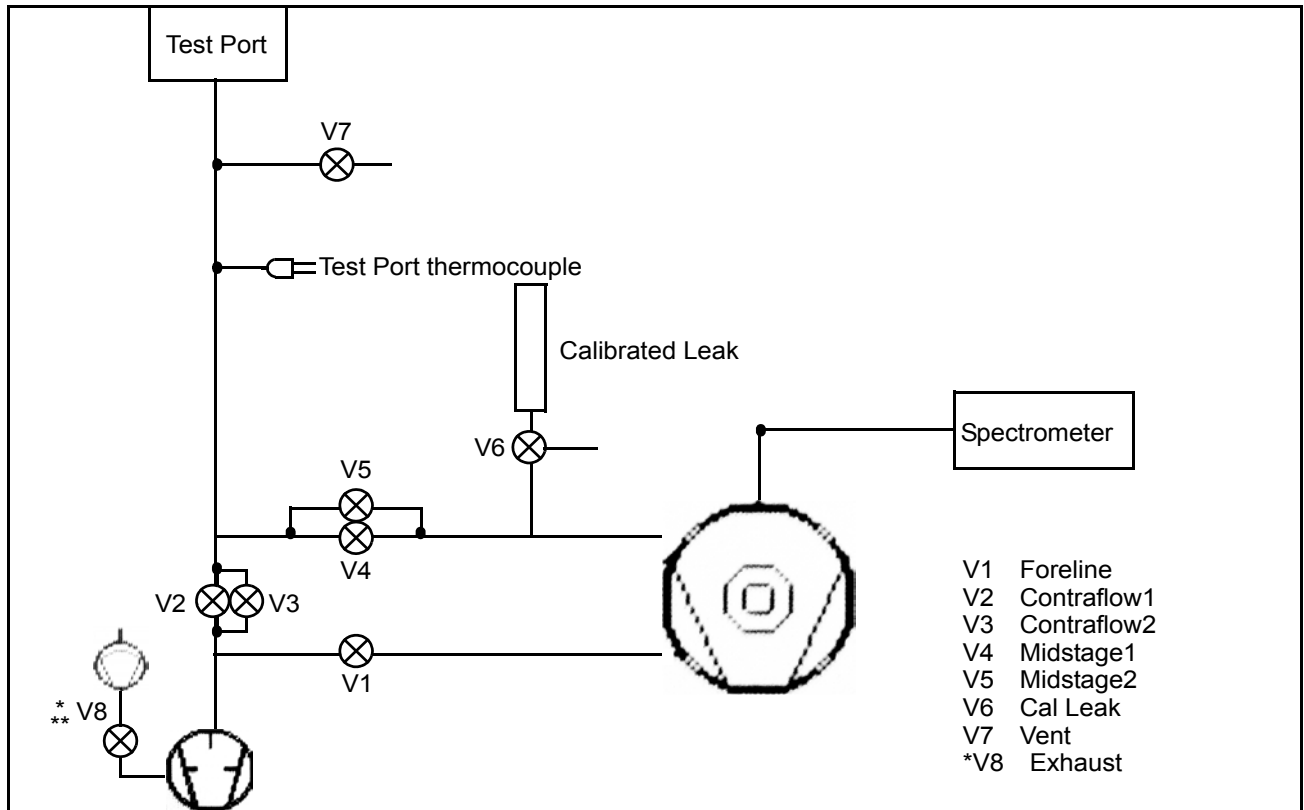 Test Port
V7
Test Port thermocouple
Calibrated Leak
V6
Spectrometer
V5
V4
V2
V3
V1
*
** V8
V1 Foreline
V2 Contraflow1
V3 Contraflow2
V4 Midstage1
V5 Midstage2
V6 Cal Leak
V7 Vent
*V8 Exhaust